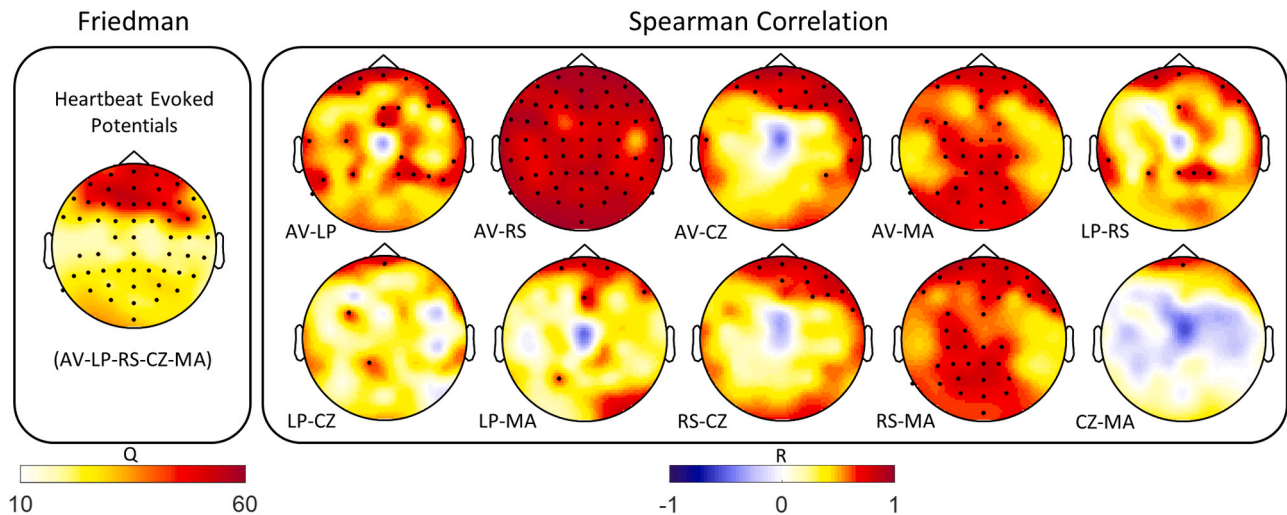 Friedman
Spearman Correlation
Heartbeat Evoked
Potentials
(AV-LP-RS-CZ-MA)
AV-LP
AV-RS
AV-CZ
AV-MA
LP-RS
LP-CZ
LP-MA
RS-CZ
RS-MA
CZ-MA
Q
10 60
R
-1 0 1